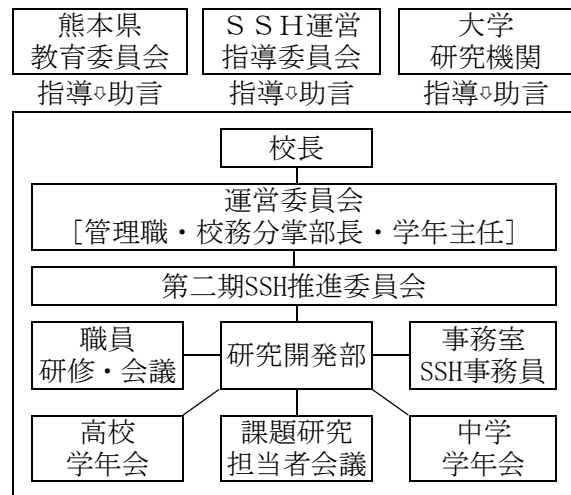 熊本県
教育委員会
ＳＳＨ運営
指導委員会
大学
研究機関
指導⇩助言
指導⇩助言
指導⇩助言
校長
運営委員会
［管理職・校務分掌部長・学年主任］
第二期SSH推進委員会
職員
研修・会議
研究開発部
事務室
SSH事務員
高校
学年会
課題研究
担当者会議
中学
学年会